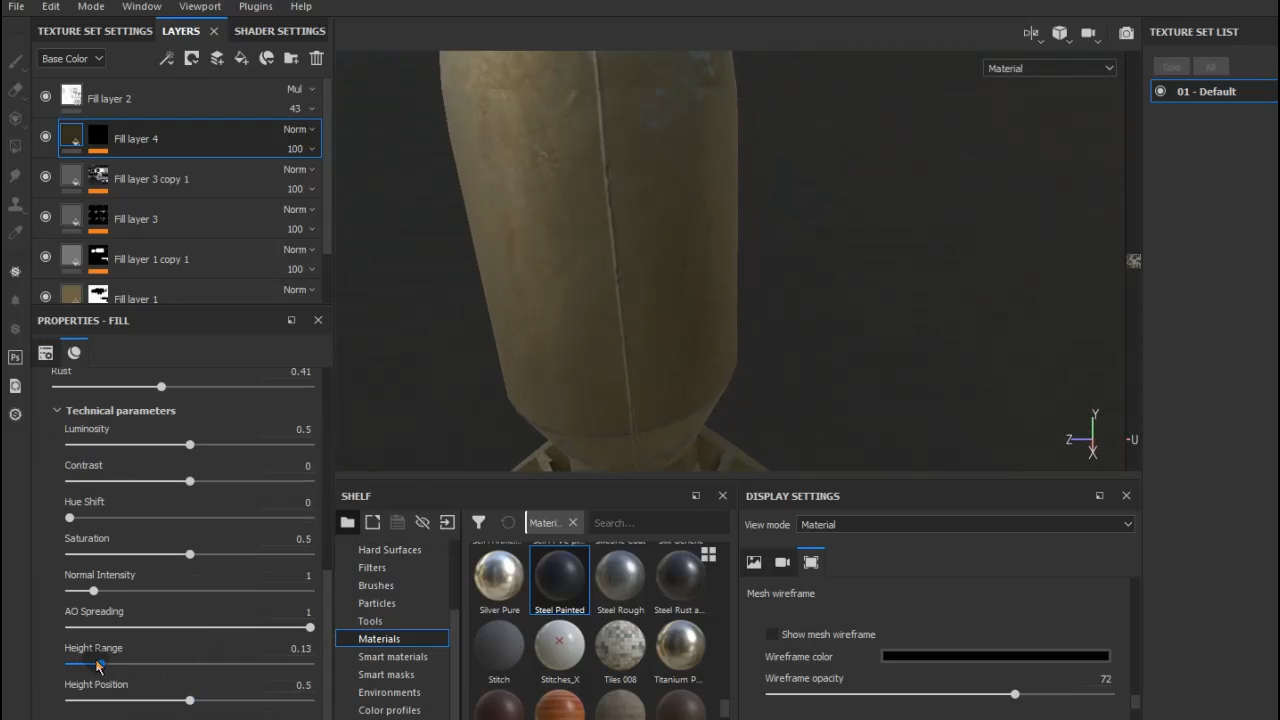 File Edit Mode Window Viewport Plugins Help
TEXTURE SET SETTINGS LAYERS SHADER SETTINGS
TEXTURE SET LIST
Base Color
Material
Solo All
01 - Default
Fill layer 2 Mul 43
Fill layer 4 Norm 100
Fill layer 3 copy 1 Norm 100
Fill layer 3 Norm 100
Fill layer 1 copy 1 Norm 100
Fill layer 1 Norm
PROPERTIES - FILL
Ps
Rust 0.41
Technical parameters
Luminosity 0.5
Contrast 0
Hue Shift 0
Saturation 0.5
Normal Intensity 1
AO Spreading 1
Height Range 0.13
Height Position 0.5
Y
Z
X
U
SHELF
Materi..
Search...
Hard Surfaces
Filters
Brushes
Particles
Tools
Materials
Smart materials
Smart masks
Environments
Color profiles
Silver Pure Steel Painted Steel Rough Steel Rust a...
Stitch Stitches_X Tiles 008 Titanium P...
DISPLAY SETTINGS
View mode Material
Mesh wireframe
Show mesh wireframe
Wireframe color
Wireframe opacity 72